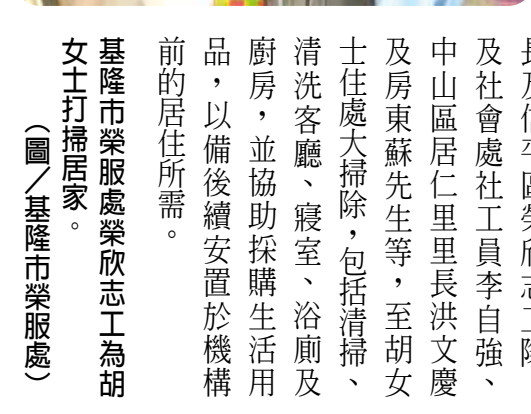 及社會處社工員李自強、
中山區居仁里里長洪文慶
及房東蘇先生等，至胡女
士住處大掃除，包括清掃、
清洗客廳、寢室、浴廁及
廚房，並協助採購生活用
品，以備後續安置於機構
前的居住所需。
基隆市榮服處榮欣志工為胡
女士打掃居家。
（圖／基隆市榮服處）